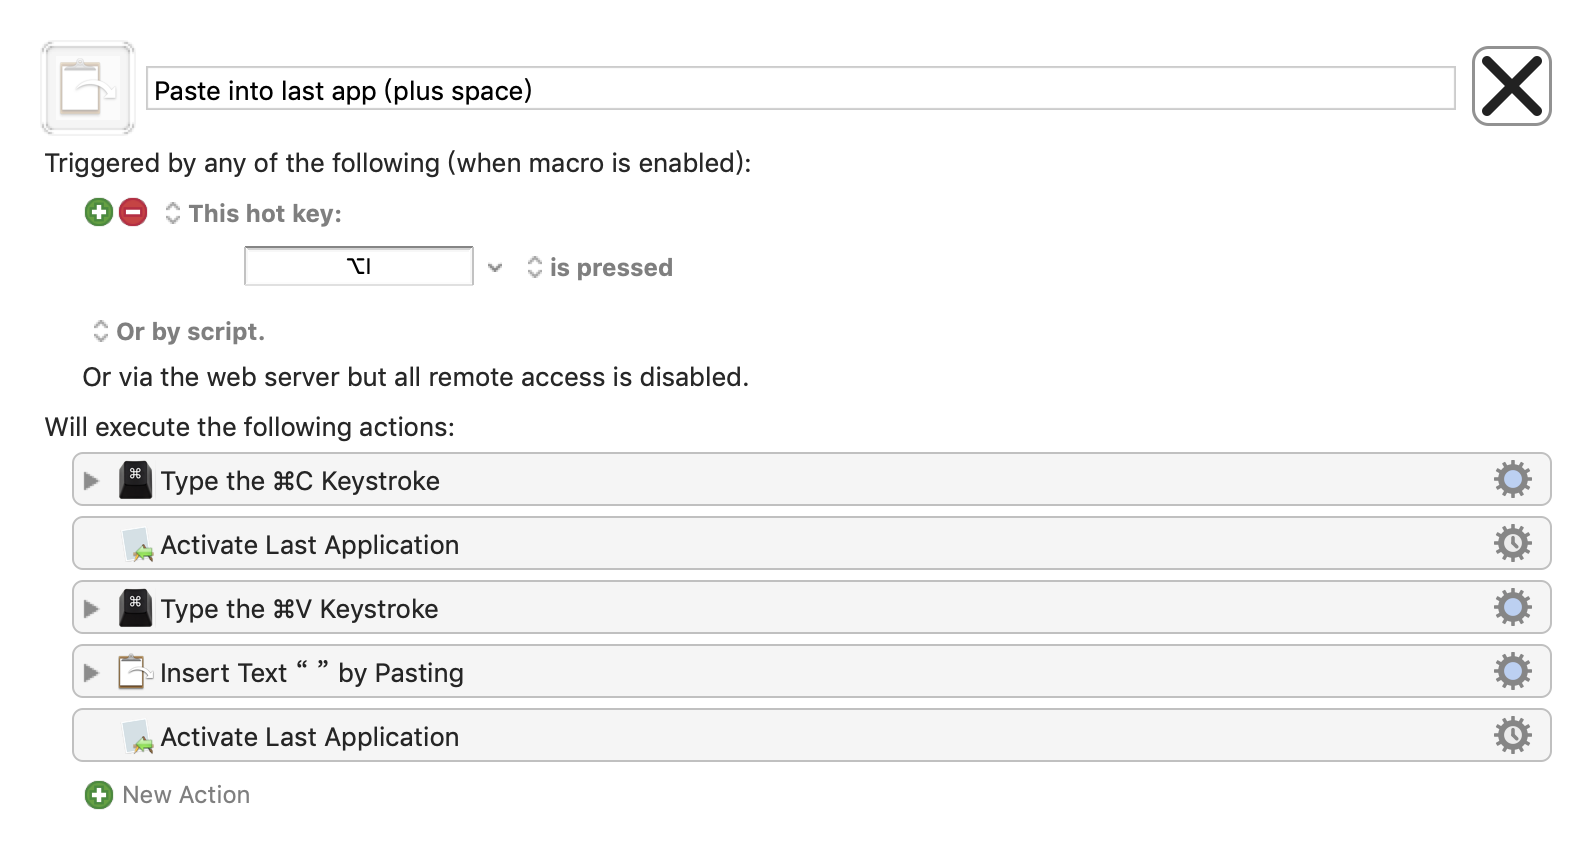 Paste into last app (plus space)
Triggered by any of the following (when macro is enabled):
This hot key:
⌥I is pressed
Or by script.
Or via the web server but all remote access is disabled.
Will execute the following actions:
⌘ Type the ⌘C Keystroke
Activate Last Application
⌘ Type the ⌘V Keystroke
Insert Text “ ” by Pasting
Activate Last Application
New Action